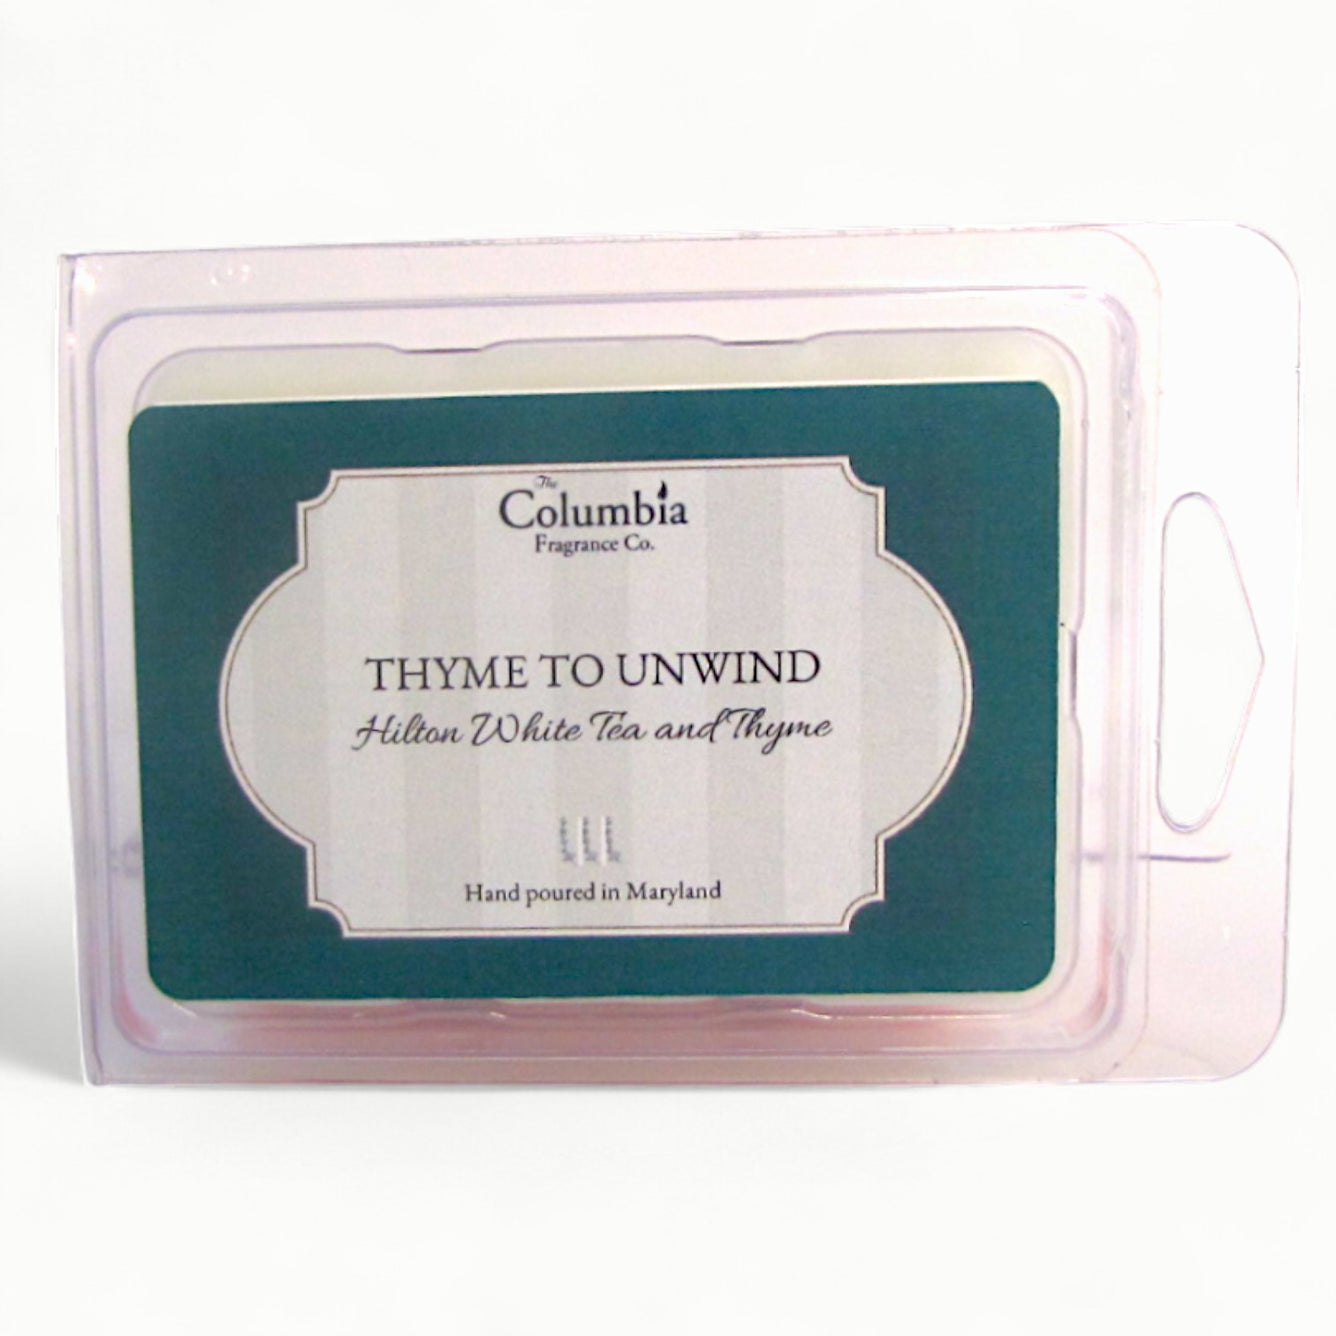 The
Columbia
Fragrance Co.
THYME TO UNWIND
Hilton White Tea and Thyme
Hand poured in Maryland